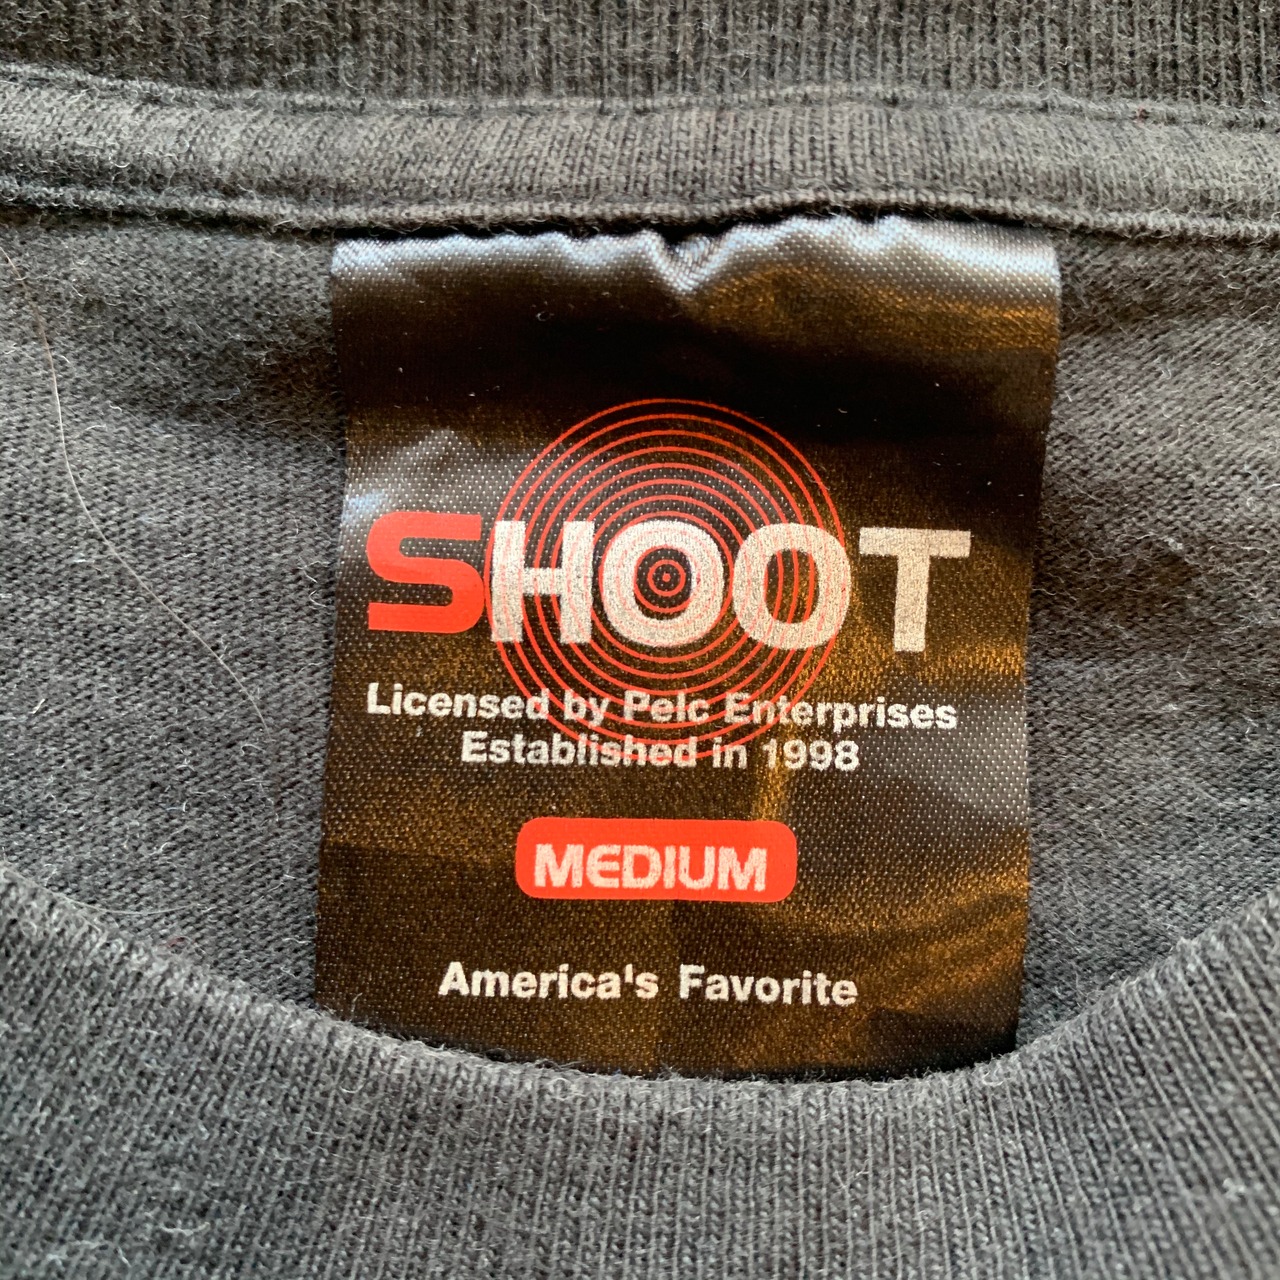 SHOOT
Licensed by Pelc Enterprises
Established in 1998
MEDIUM
America's Favorite